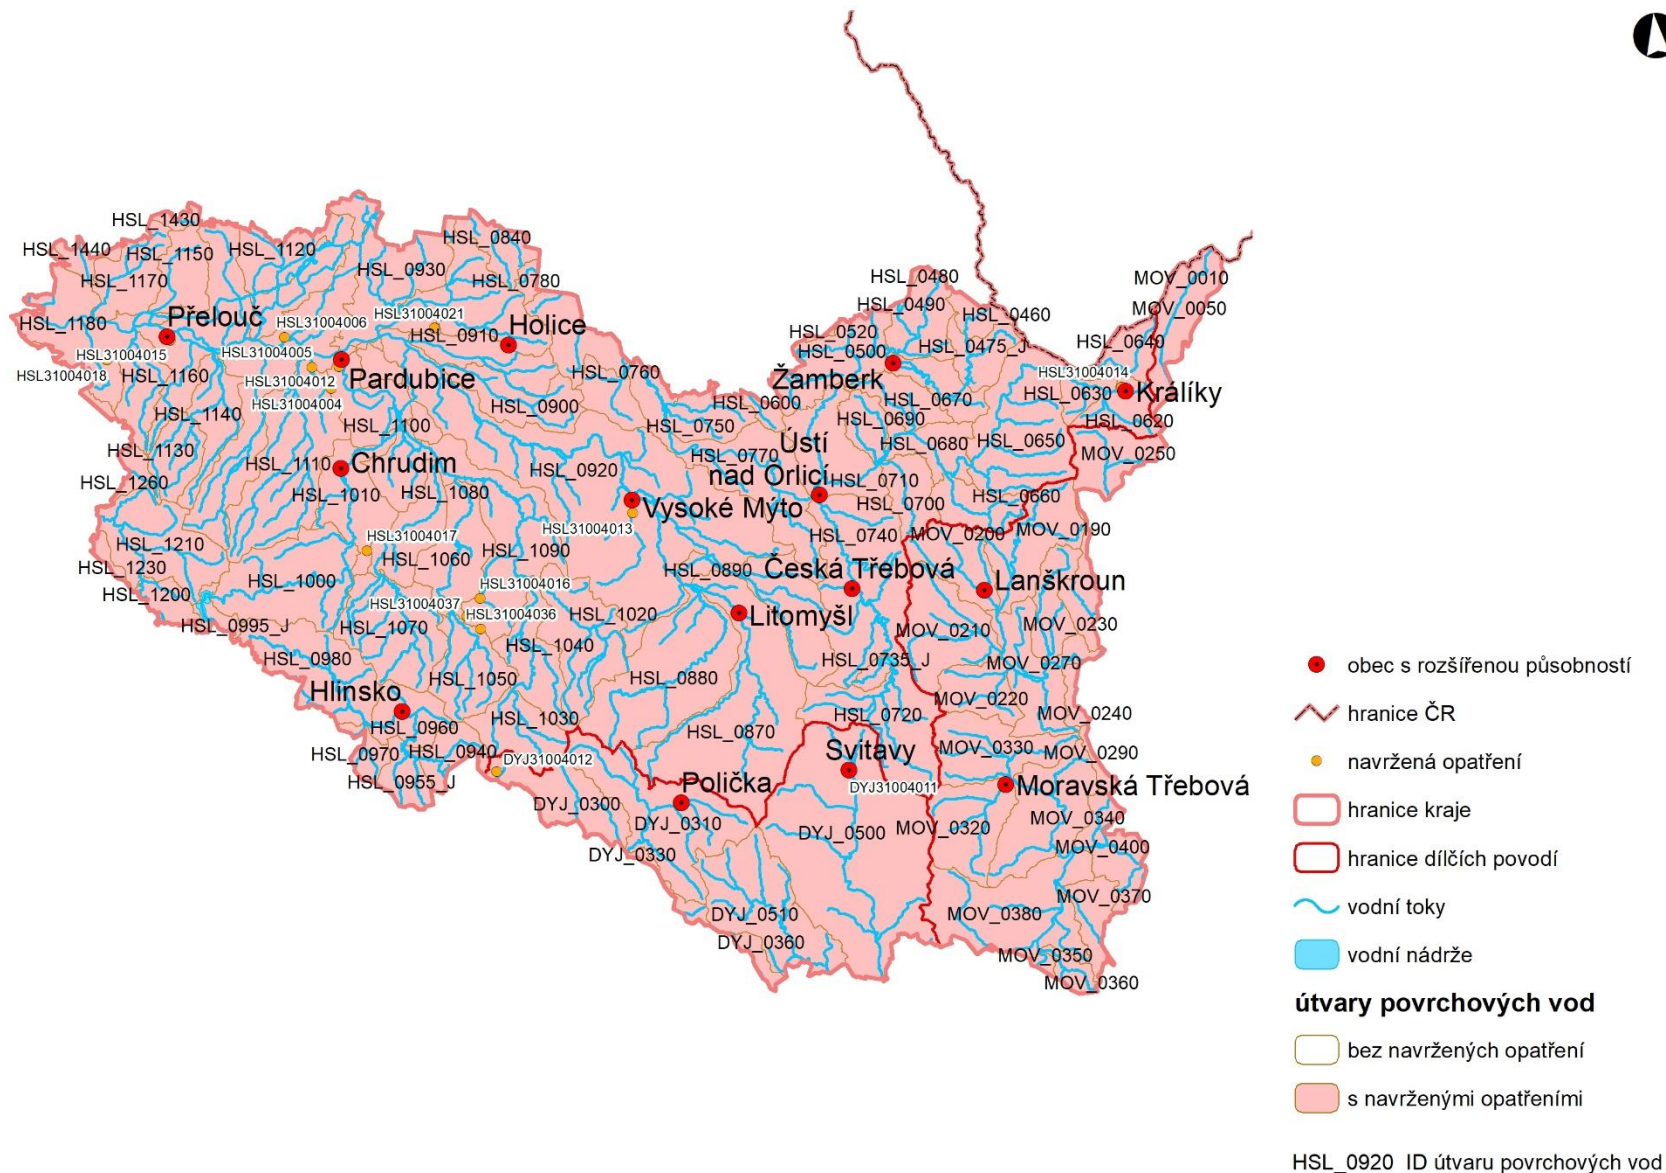 HSL_1430
HSL_1440
HSL_1150
HSL_1120
HSL_0840
HSL_0930
HSL_1170
HSL_0780
HSL_0480
MOV_0010
MOV_0050
HSL_0490
HSL_0460
HSL_1180
Přelouč
HSL31004006
HSL31004021
HSL_0910
Holice
HSL_0520
HSL_0500
HSL_0475_J
HSL_0640
HSL31004015
HSL31004005
HSL31004018
HSL_1160
HSL31004012
Pardubice
HSL31004004
HSL_0760
Žamberk
HSL31004014
HSL_0630
Králíky
HSL_0600
HSL_0670
HSL_0620
HSL_1140
HSL_0900
HSL_0690
HSL_1100
HSL_0750
Ústí
nad Orlicí
HSL_0680
HSL_0650
HSL_1130
MOV_0250
HSL_1110
Chrudim
HSL_0770
HSL_0920
HSL_1260
HSL_0710
HSL_1010
HSL_1080
HSL_0660
HSL_0700
Vysoké Mýto
HSL31004013
HSL_1210
HSL31004017
HSL_1060
HSL_1090
HSL_0740
MOV_0200
MOV_0190
HSL_1230
HSL_1000
HSL_0890
Česká Třebová
Lanškroun
HSL_1200
HSL31004016
HSL31004037
HSL31004036
HSL_1020
Litomyšl
HSL_0995_J
HSL_1070
HSL_1040
MOV_0210
MOV_0230
HSL_0980
HSL_0735_J
MOV_0270
HSL_1050
HSL_0880
Hlinsko
MOV_0220
HSL_0960
HSL_1030
HSL_0720
MOV_0240
HSL_0970
HSL_0940
HSL_0870
Svitavy
MOV_0330
MOV_0290
DYJ31004012
HSL_0955_J
Polička
DYJ31004011
Moravská Třebová
DYJ_0300
DYJ_0310
DYJ_0500
MOV_0320
MOV_0340
DYJ_0330
MOV_0400
MOV_0370
DYJ_0510
MOV_0380
DYJ_0360
MOV_0350
MOV_0360
obec s rozšířenou působností
hranice ČR
navržená opatření
hranice kraje
hranice dílčích povodí
vodní toky
vodní nádrže
útvary povrchových vod
bez navržených opatření
s navrženými opatřeními
HSL_0920 ID útvaru povrchových vod